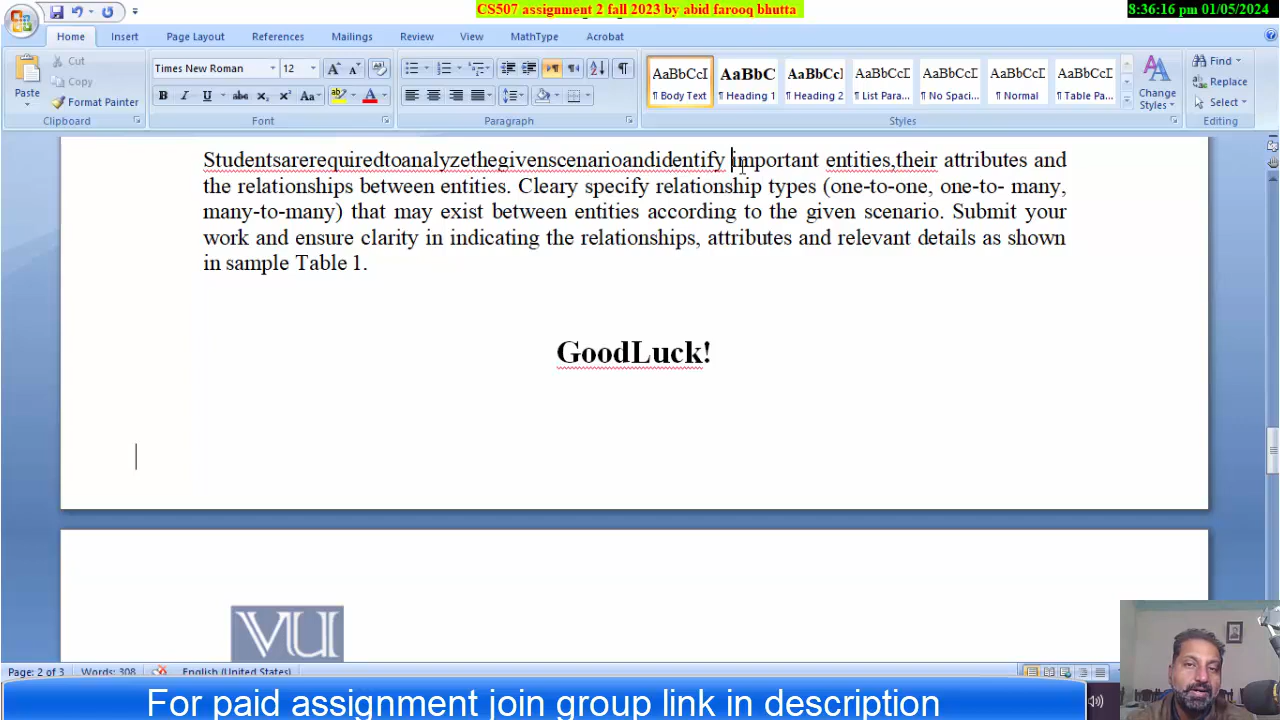 CS507 assignment 2 fall 2023 by abid farooq bhutta
8:36:16 pm 01/05/2024
Home Insert Page Layout References Mailings Review View MathType Acrobat
Cut
Copy
Format Painter
Paste
Clipboard
Times New Roman 12
Font
Paragraph
AaBbCcI AaBbC AaBbCcl AaBbCcD AaBbCcD AaBbCcI AaBbCcD
¶ Body Text ¶ Heading 1 ¶ Heading 2 ¶ List Para... ¶ No Spaci... ¶ Normal ¶ Table Pa...
Change Styles
Styles
Find
Replace
Select
Editing
Studentsarerequiredtoanalyzethegivenscenarioandidentify important entities,their attributes and
the relationships between entities. Cleary specify relationship types (one-to-one, one-to- many,
many-to-many) that may exist between entities according to the given scenario. Submit your
work and ensure clarity in indicating the relationships, attributes and relevant details as shown
in sample Table 1.
GoodLuck!
VU
Page: 2 of 3 Words: 308 English (United States)
For paid assignment join group link in description